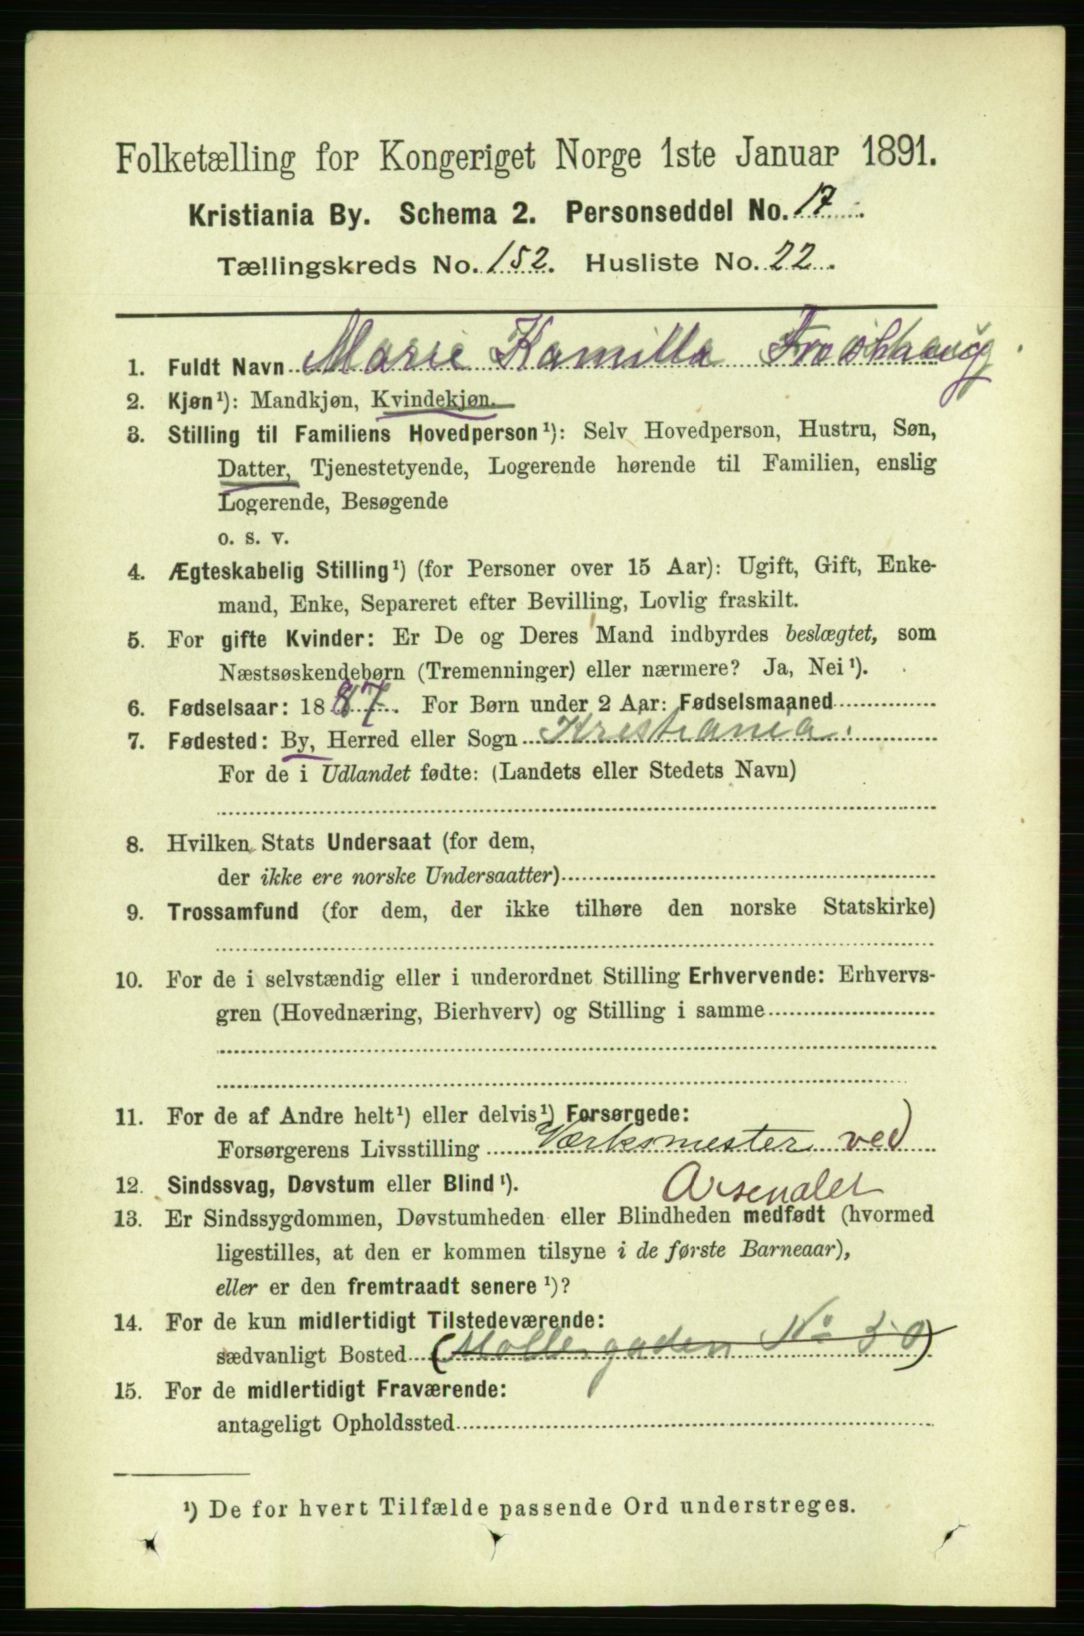 Folketælling for Kongeriget Norge 1ste Januar 1891.
Kristiania By. Schema 2. Personseddel No. 17.
Tællingskreds No. 152. Husliste No. 22.
1. Fuldt Navn Marie Kamilla
2. Kjøn¹): Mandkjøn, Kvindekjøn.
3. Stilling til Familiens Hovedperson¹): Selv Hovedperson, Hustru, Søn,
Datter, Tjenestetyende, Logerende hørende til Familien, enslig
Logerende, Besøgende
o. s. v.
4. Ægteskabelig Stilling¹) (for Personer over 15 Aar): Ugift, Gift, Enke-
mand, Enke, Separeret efter Bevilling, Lovlig fraskilt.
5. For gifte Kvinder: Er De og Deres Mand indbyrdes beslægtet, som
Næstsøskendebørn (Tremenninger) eller nærmere? Ja, Nei¹).
6. Fødselsaar: 1887. For Børn under 2 Aar: Fødselsmaaned
7. Fødested: By, Herred eller Sogn Kristiania.
For de i Udlandet fødte: (Landets eller Stedets Navn)
8. Hvilken Stats Undersaat (for dem,
der ikke ere norske Undersaatter)
9. Trossamfund (for dem, der ikke tilhøre den norske Statskirke)
10. For de i selvstændig eller i underordnet Stilling Erhvervende: Erhvervs-
gren (Hovednæring, Bierhverv) og Stilling i samme
11. For de af Andre helt¹) eller delvis¹) Forsørgede:
Forsørgerens Livsstilling Værksmester ved
Arsenalet
12. Sindssvag, Døvstum eller Blind¹).
13. Er Sindssygdommen, Døvstumheden eller Blindheden medfødt (hvormed
ligestilles, at den er kommen tilsyne i de første Barneaar),
eller er den fremtraadt senere¹)?
14. For de kun midlertidigt Tilstedeværende:
sædvanligt Bosted (Møllergaden No 50)
15. For de midlertidigt Fraværende:
antageligt Opholdssted
¹) De for hvert Tilfælde passende Ord understreges.